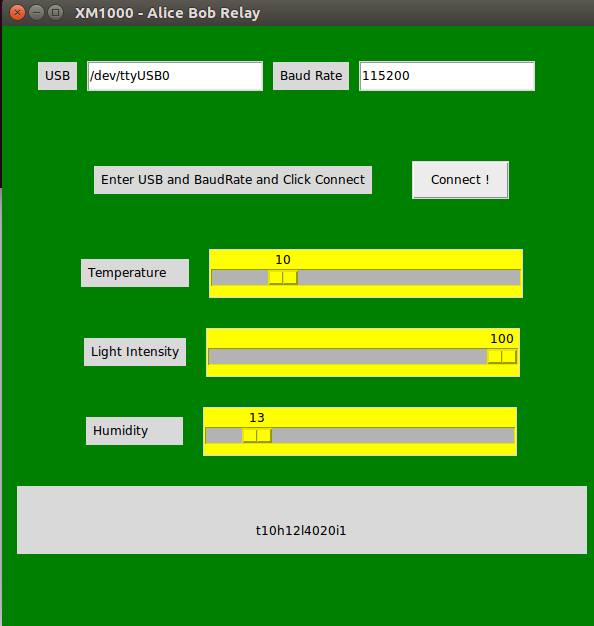 XM1000 - Alice Bob Relay
USB /dev/ttyUSB0 Baud Rate 115200
Enter USB and BaudRate and Click Connect Connect !
10
Temperature
100
Light Intensity
13
Humidity
t10h12l4020i1